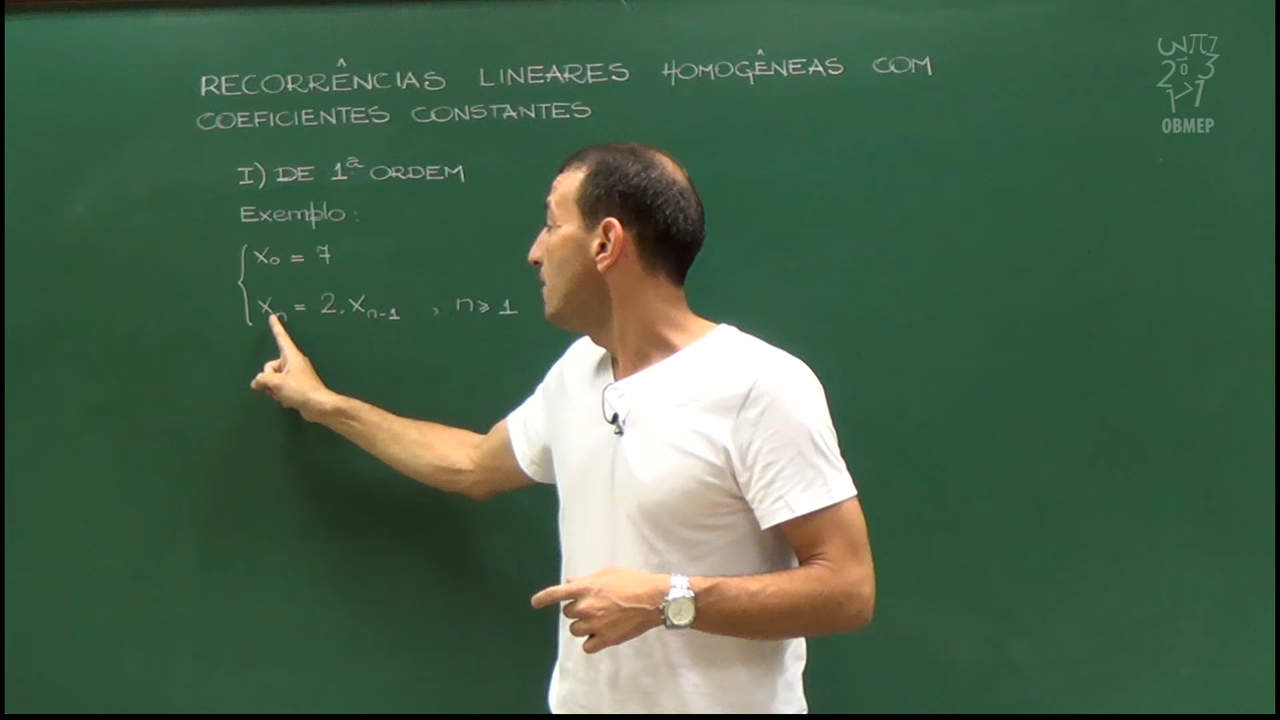 RECORRÊNCIAS LINEARES HOMOGÊNEAS COM
COEFICIENTES CONSTANTES
I) DE 1ª ORDEM
Exemplo:
x₀ = 7
xₙ = 2.xₙ₋₁ , n ≥ 1
OBMEP